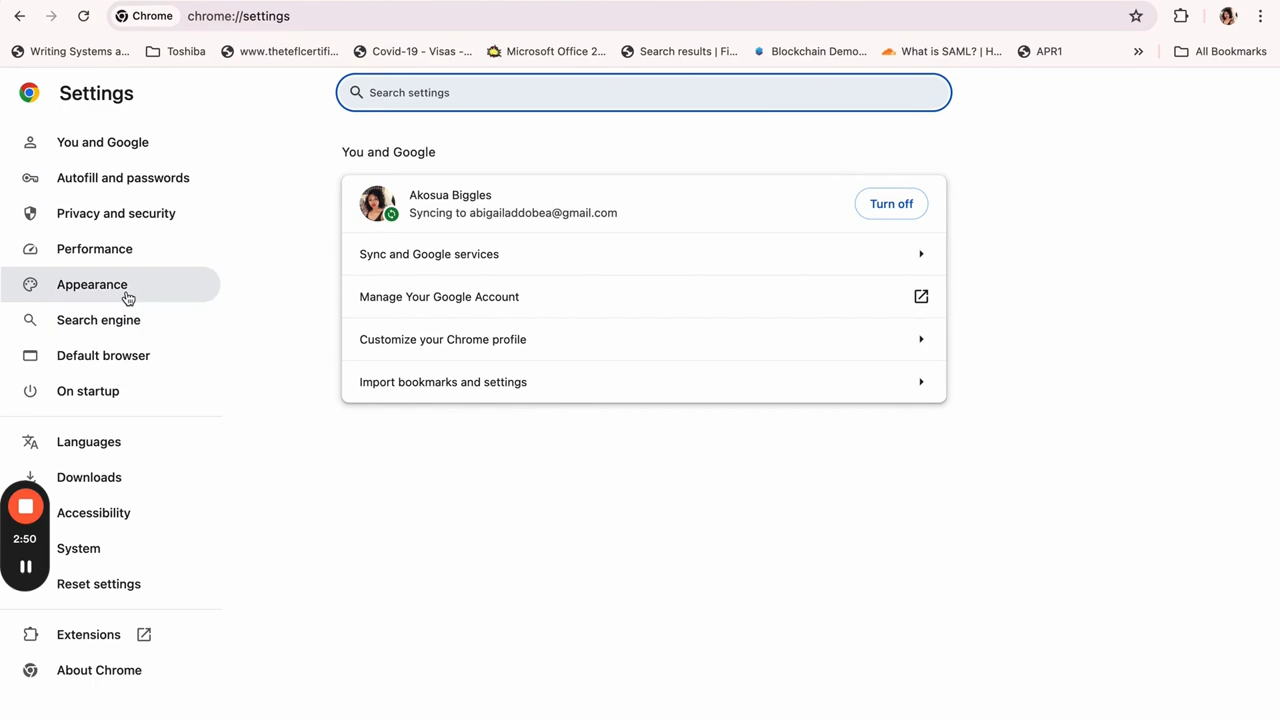 Chrome
chrome://settings
Writing Systems a...
Toshiba
www.theteflcertifi...
Covid-19 - Visas -...
Microsoft Office 2...
Search results | Fi...
Blockchain Demo...
What is SAML? | H...
APR1
All Bookmarks
Settings
Search settings
You and Google
Autofill and passwords
Privacy and security
Performance
Appearance
Search engine
Default browser
On startup
Languages
Downloads
Accessibility
System
Reset settings
Extensions
About Chrome
2:50
You and Google
Akosua Biggles
Syncing to abigailaddobea@gmail.com
Turn off
Sync and Google services
Manage Your Google Account
Customize your Chrome profile
Import bookmarks and settings